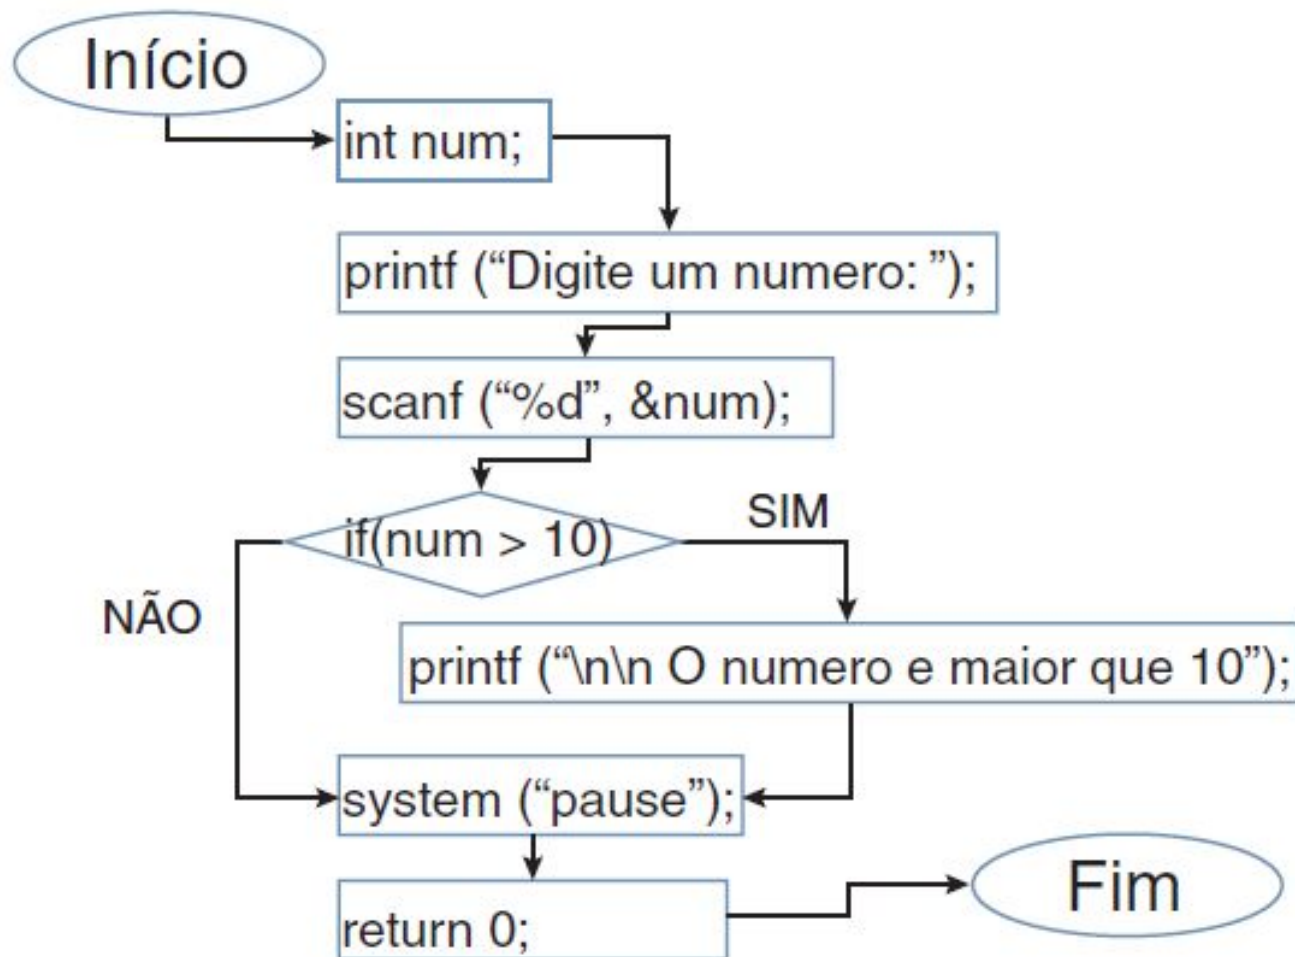 Início
int num;
printf (“Digite um numero: ”);
scanf (“%d”, &num);
if(num > 10)
SIM
NÃO
printf (“\n\n O numero e maior que 10”);
system (“pause”);
return 0;
Fim